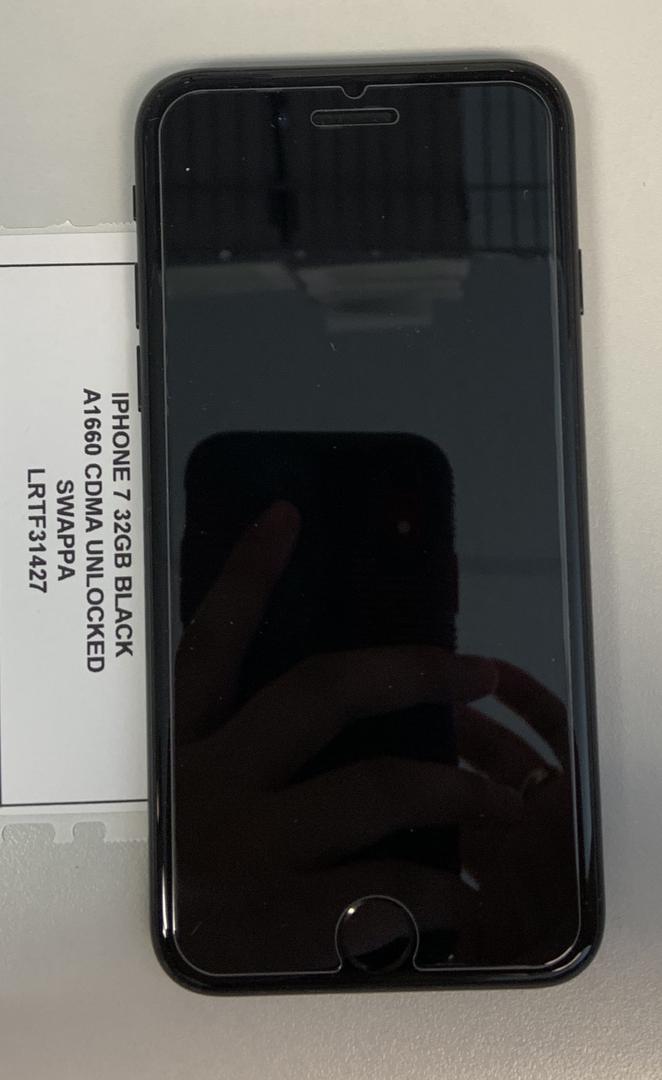 IPHONE 7 32GB BLACK
A1660 CDMA UNLOCKED
SWAPPA
LRTF31427